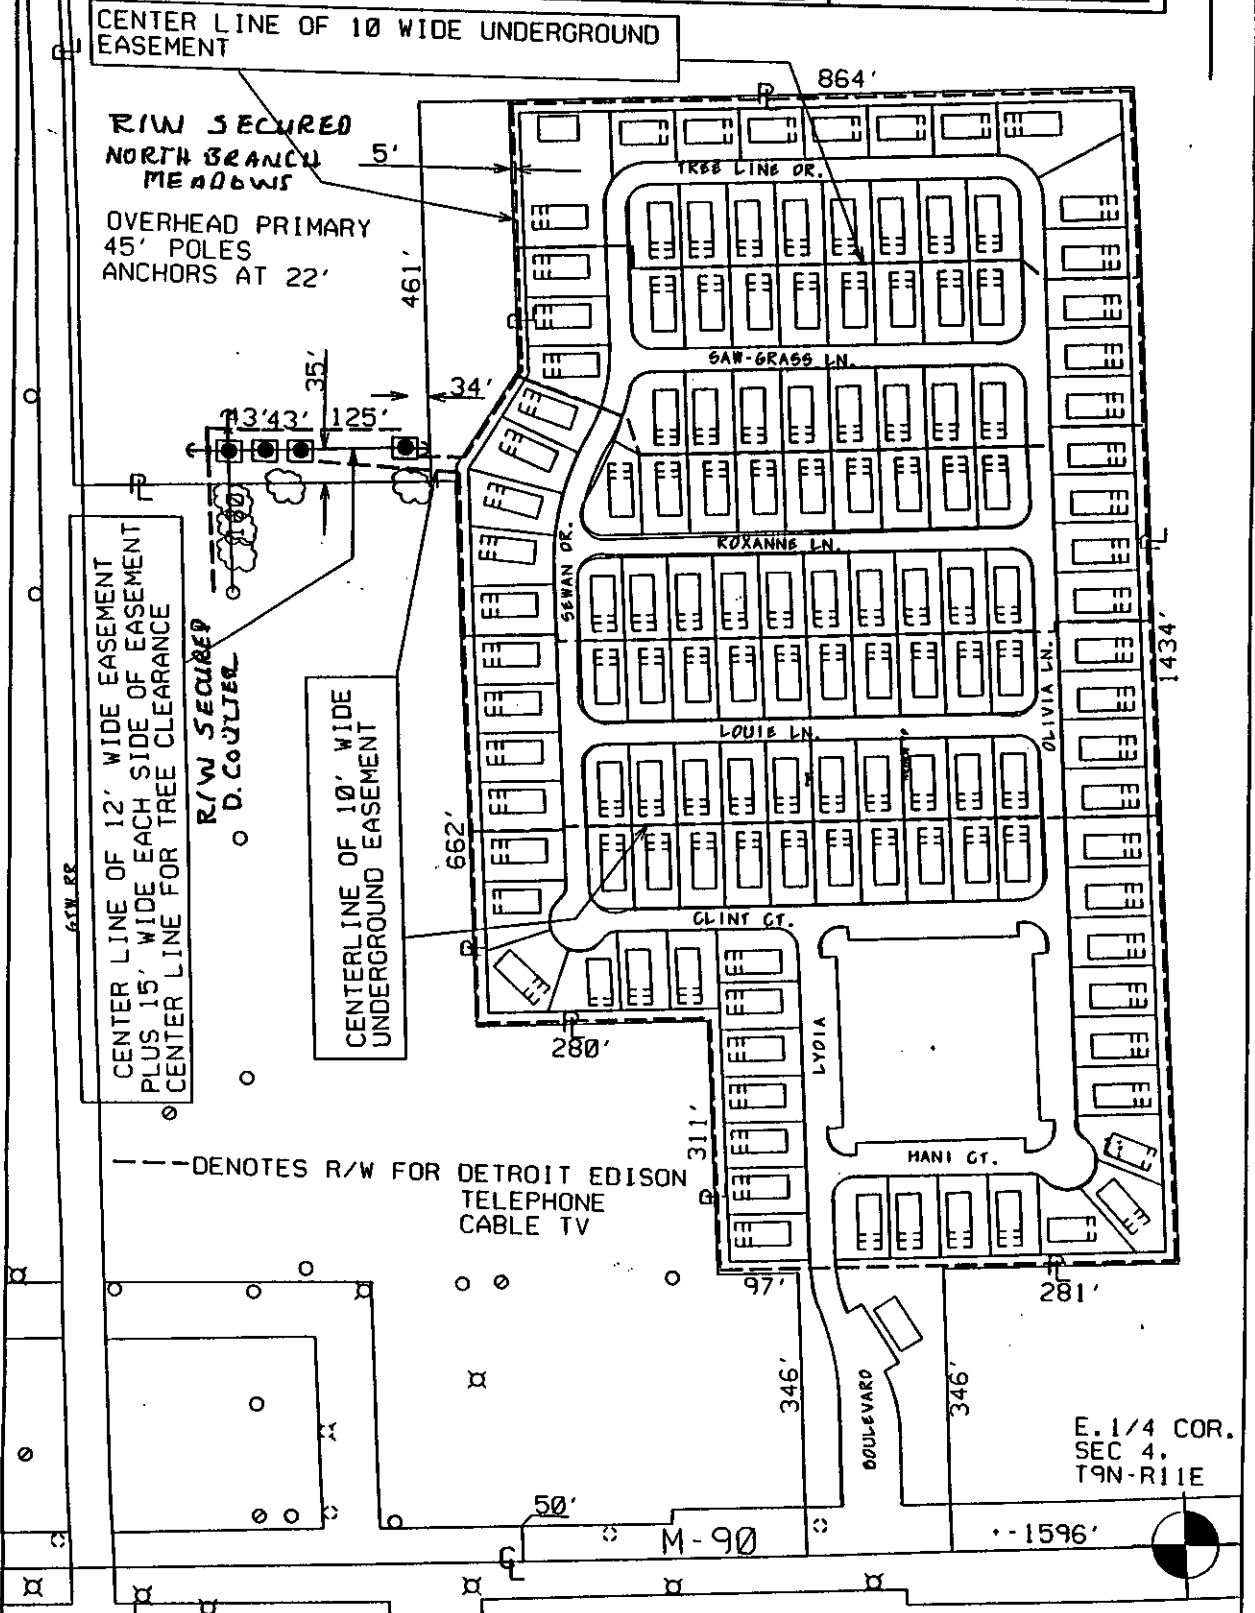 CENTER LINE OF 10 WIDE UNDERGROUND
EASEMENT
864'
R/W SECURED
NORTH BRANCH
MEADOWS
5'
TREE LINE DR.
OVERHEAD PRIMARY
45' POLES
ANCHORS AT 22'
461'
SAW-GRASS LN.
35'
34'
43'
43'
125'
180
ROXANNE LN.
SEWAN DR.
CENTER LINE OF 12' WIDE EASEMENT
PLUS 15' WIDE EACH SIDE OF EASEMENT
CENTER LINE FOR TREE CLEARANCE
R/W SECURED
D. COULTER
CENTERLINE OF 10' WIDE
UNDERGROUND EASEMENT
1434'
OLIVIA LN.
LOUIE LN.
662'
GTW. RR
CLINT CT.
LYDIA
280'
311'
HANI CT.
----DENOTES R/W FOR DETROIT EDISON
TELEPHONE
CABLE TV
97'
281'
346'
346'
BOULEVARD
E.1/4 COR.
SEC 4.
T9N-R11E
50'
M-90
-1596'